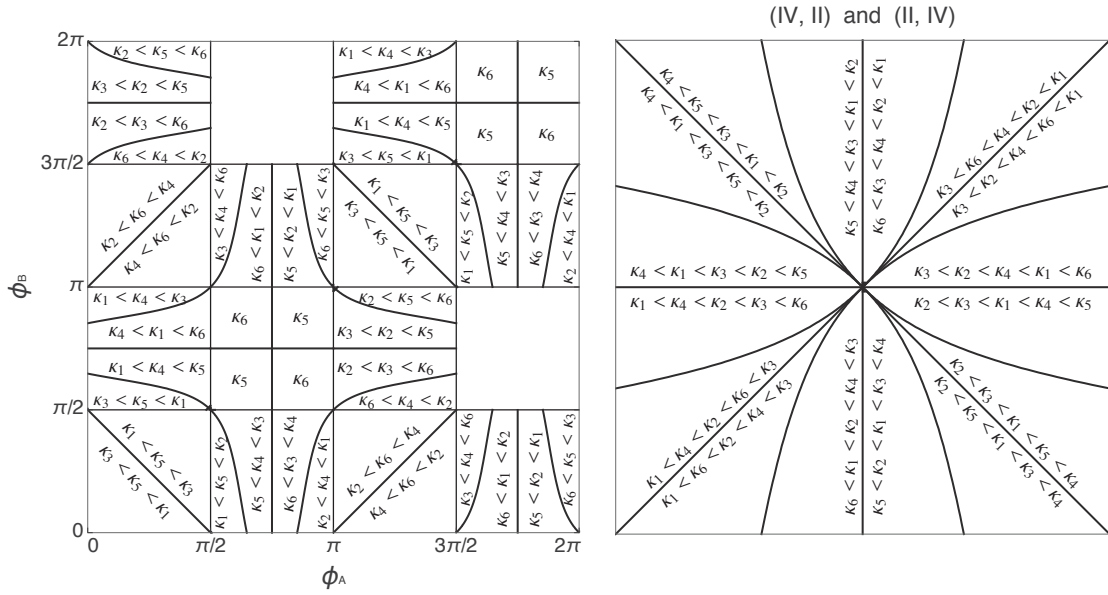 (IV, II) and (II, IV)
2π
κ2 < κ5 < κ6
κ3 < κ2 < κ5
κ2 < κ3 < κ6
κ6 < κ4 < κ2
κ1 < κ4 < κ3
κ4 < κ1 < κ6
κ1 < κ4 < κ5
κ3 < κ5 < κ1
κ6
κ5
κ5
κ6
3π/2
κ2 < κ6 < κ4
κ4 < κ6 < κ2
κ3 < κ4 < κ6
κ6 < κ1 < κ2
κ5 < κ2 < κ1
κ6 < κ5 < κ3
κ1 < κ5 < κ3
κ3 < κ5 < κ1
κ1 < κ5 < κ2
κ5 < κ4 < κ3
κ6 < κ3 < κ4
κ2 < κ4 < κ1
π
ϕB
κ1 < κ4 < κ3
κ4 < κ1 < κ6
κ1 < κ4 < κ5
κ3 < κ5 < κ1
κ6
κ5
κ5
κ6
κ2 < κ5 < κ6
κ3 < κ2 < κ5
κ2 < κ3 < κ6
κ6 < κ4 < κ2
π/2
κ1 < κ5 < κ3
κ3 < κ5 < κ1
κ1 < κ5 < κ2
κ5 < κ4 < κ3
κ6 < κ3 < κ4
κ2 < κ4 < κ1
κ2 < κ6 < κ4
κ4 < κ6 < κ2
κ3 < κ4 < κ6
κ6 < κ1 < κ2
κ5 < κ2 < κ1
κ6 < κ5 < κ3
0
0 π/2 π 3π/2 2π
ϕA
κ4 < κ5 < κ3 < κ1 < κ2
κ4 < κ1 < κ3 < κ5 < κ2
κ5 < κ4 < κ3 < κ1 < κ2
κ6 < κ3 < κ4 < κ2 < κ1
κ3 < κ6 < κ4 < κ2 < κ1
κ3 < κ2 < κ4 < κ6 < κ1
κ4 < κ1 < κ3 < κ2 < κ5
κ3 < κ2 < κ4 < κ1 < κ6
κ1 < κ4 < κ2 < κ3 < κ6
κ2 < κ3 < κ1 < κ4 < κ5
κ1 < κ4 < κ2 < κ6 < κ3
κ1 < κ6 < κ2 < κ4 < κ3
κ6 < κ1 < κ2 < κ4 < κ3
κ5 < κ2 < κ1 < κ3 < κ4
κ2 < κ3 < κ1 < κ5 < κ4
κ2 < κ5 < κ1 < κ3 < κ4